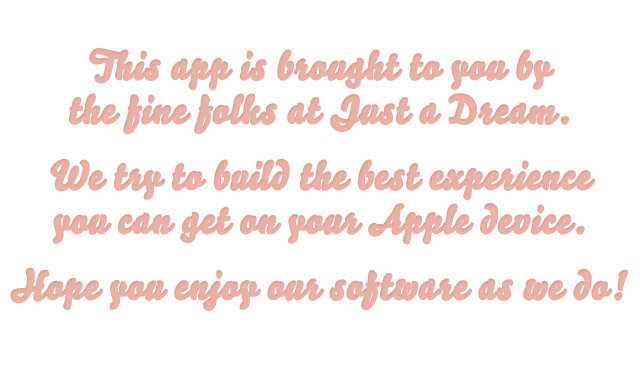 This app is brought to you by
the fine folks at Just a Dream.
We try to build the best experience
you can get on your Apple device.
Hope you enjoy our software as we do!